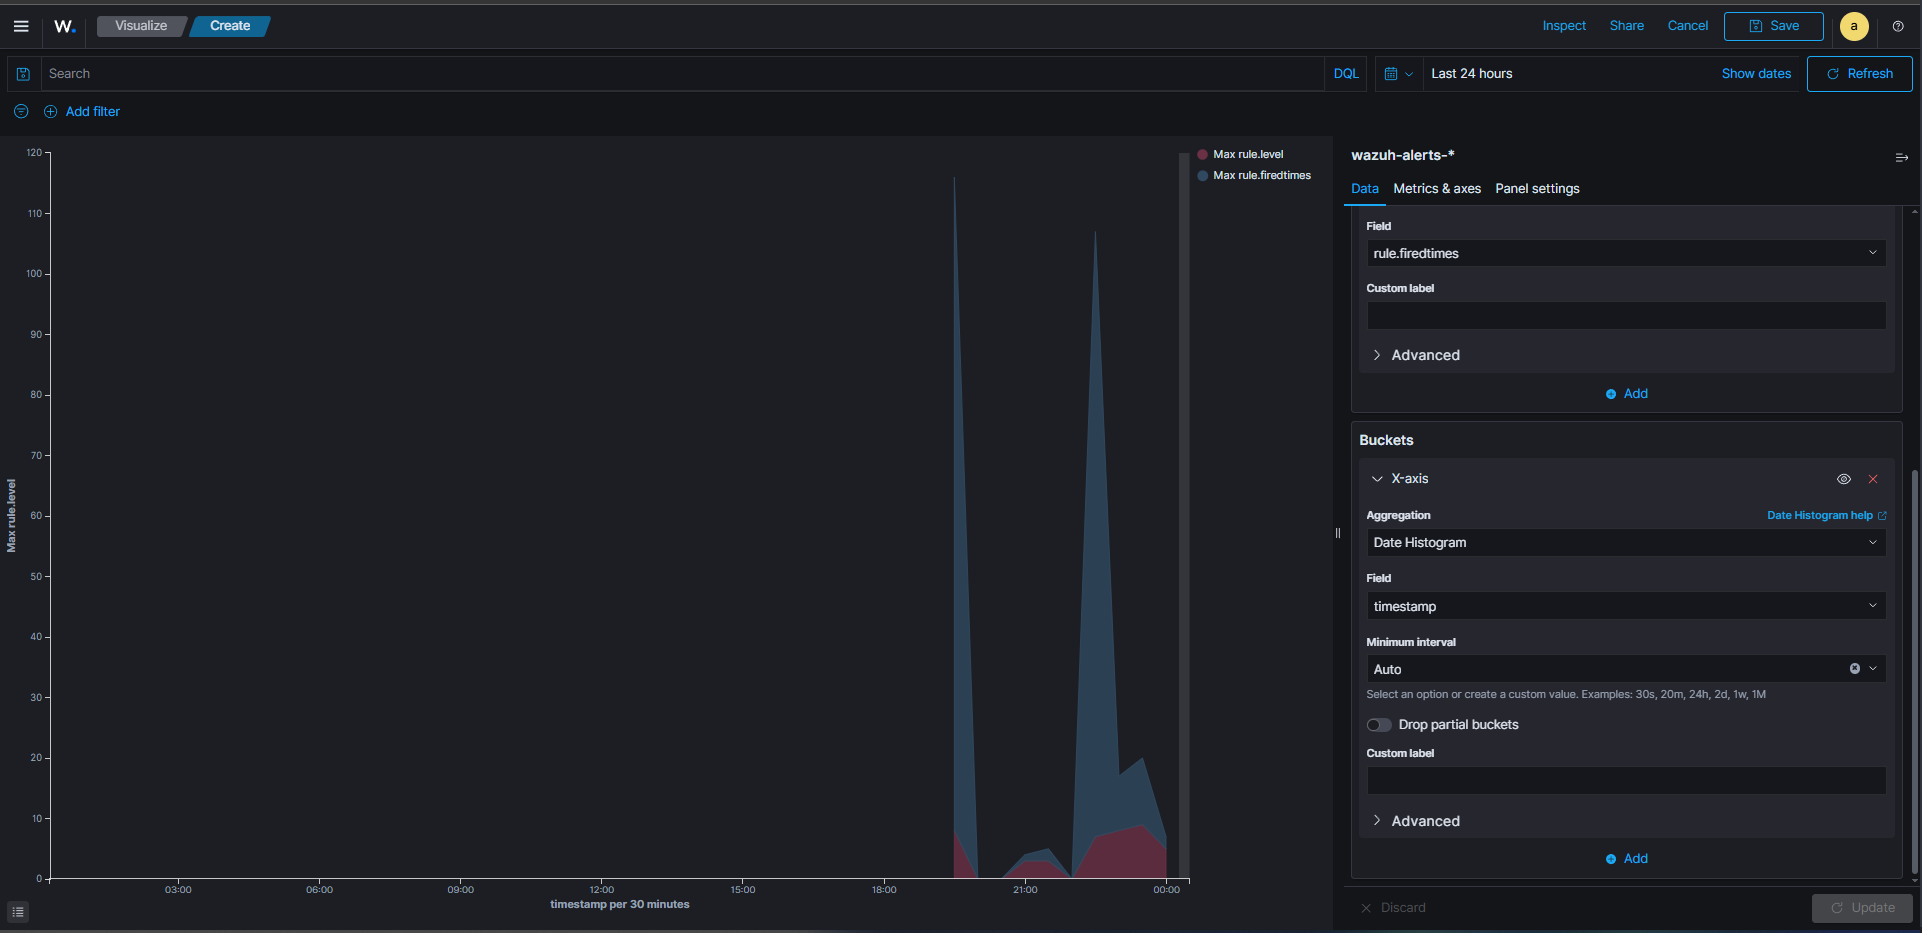 W.
Visualize
Create
Inspect
Share
Cancel
Save
a
Search
DQL
Last 24 hours
Show dates
Refresh
Add filter
120
110
100
90
80
70
60
50
40
30
20
10
0
Max rule.level
03:00
06:00
09:00
12:00
15:00
18:00
21:00
00:00
timestamp per 30 minutes
Max rule.level
Max rule.firedtimes
wazuh-alerts-*
Data
Metrics & axes
Panel settings
Field
rule.firedtimes
Custom label
Advanced
Add
Buckets
X-axis
Aggregation
Date Histogram help
Date Histogram
Field
timestamp
Minimum interval
Auto
Select an option or create a custom value. Examples: 30s, 20m, 24h, 2d, 1w, 1M
Drop partial buckets
Custom label
Advanced
Add
Discard
Update